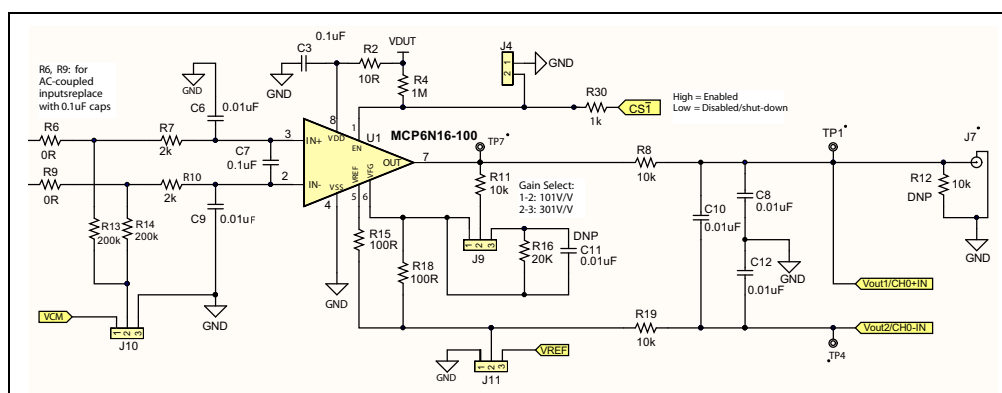 R6, R9: for
AC-coupled
inputsreplace
with 0.1uF caps
GND
C6
0.01uF
C3
0.1uF
GND
R2
10R
VDUT
R4
1M
J4
2 1
GND
R30
1k
CS1
High = Enabled
Low = Disabled/shut-down
R6
0R
R7
2k
C7
0.1uF
R9
0R
R10
2k
C9
0.01uF
R13
200k
R14
200k
GND
VCM
1 2 3
J10
8
1
3
2
4
5
6
7
IN+
IN-
VDD
EN
U1
VSS
VREF
VFG
OUT
MCP6N16-100
GND
TP7
R11
10k
Gain Select:
1-2: 101V/V
2-3: 301V/V
R15
100R
R18
100R
1 2 3
J9
R16
20K
DNP
C11
0.01uF
R8
10k
C10
0.01uF
C8
0.01uF
C12
0.01uF
GND
TP1
R12
10k
DNP
J7
GND
Vout1/CH0+IN
Vout2/CH0-IN
R19
10k
TP4
GND
1 2 3
J11
VREF